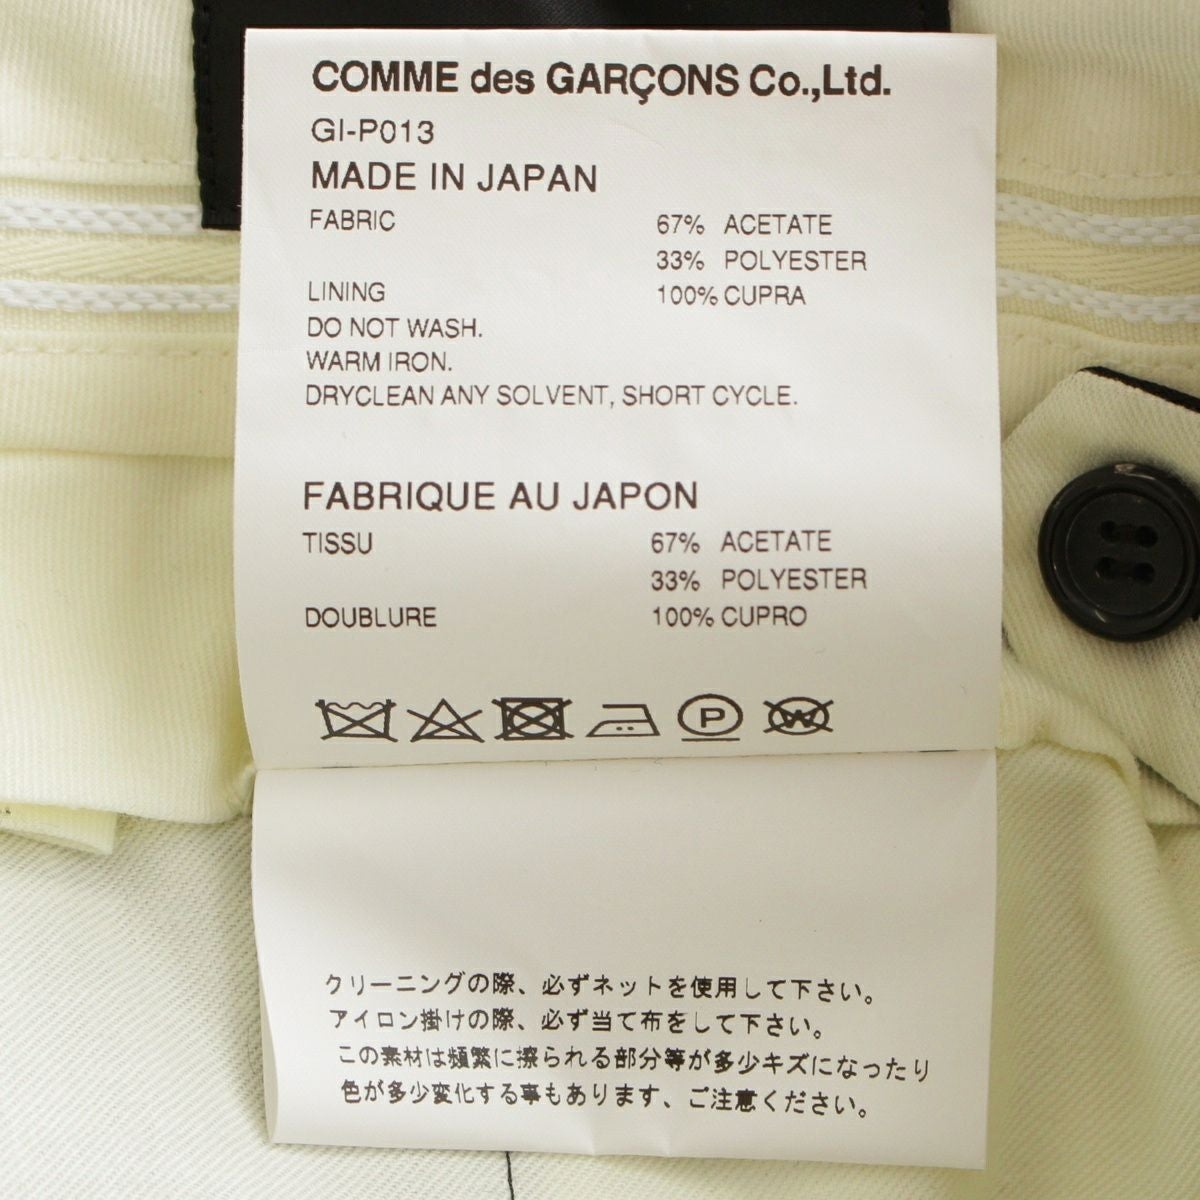 COMME des GARÇONS Co.,Ltd.
GI-P013
MADE IN JAPAN
FABRIC 67% ACETATE
33% POLYESTER
LINING 100% CUPRA
DO NOT WASH.
WARM IRON.
DRYCLEAN ANY SOLVENT, SHORT CYCLE.
FABRIQUE AU JAPON
TISSU 67% ACETATE
33% POLYESTER
DOUBLURE 100% CUPRO
P W
クリーニングの際、必ずネットを使用して下さい。
アイロン掛けの際、必ず当て布をして下さい。
この素材は頻繁に擦られる部分等が多少キズになったり
色が多少変化する事もあります、ご注意ください。